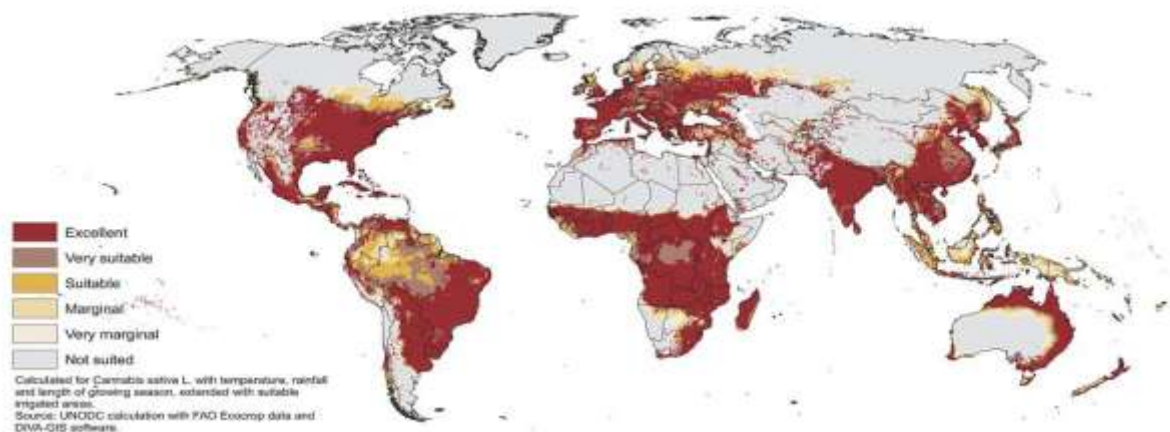 Excellent
Very suitable
Suitable
Marginal
Very marginal
Not suited
Calculated for Cannabis sativa L. with temperature, rainfall
and length of growing season, extended with suitable
irrigated areas.
Source: UNODC calculation with FAO Ecocrop data and
DIVA-GIS software.